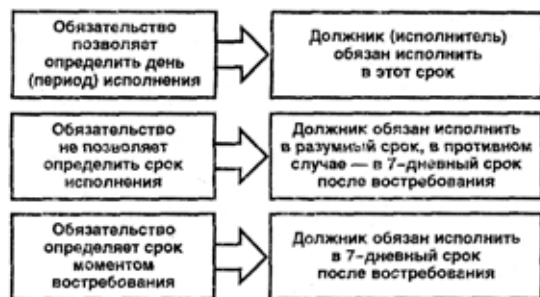 Обязательство
позволяет
определить день
(период) исполнения
Должник (исполнитель)
обязан исполнить
в этот срок
Обязательство
не позволяет
определить срок
исполнения
Должник обязан исполнить
в разумный срок, в противном
случае — в 7-дневный срок
после востребования
Обязательство
определяет срок
моментом
востребования
Должник обязан исполнить
в 7-дневный срок
после востребования